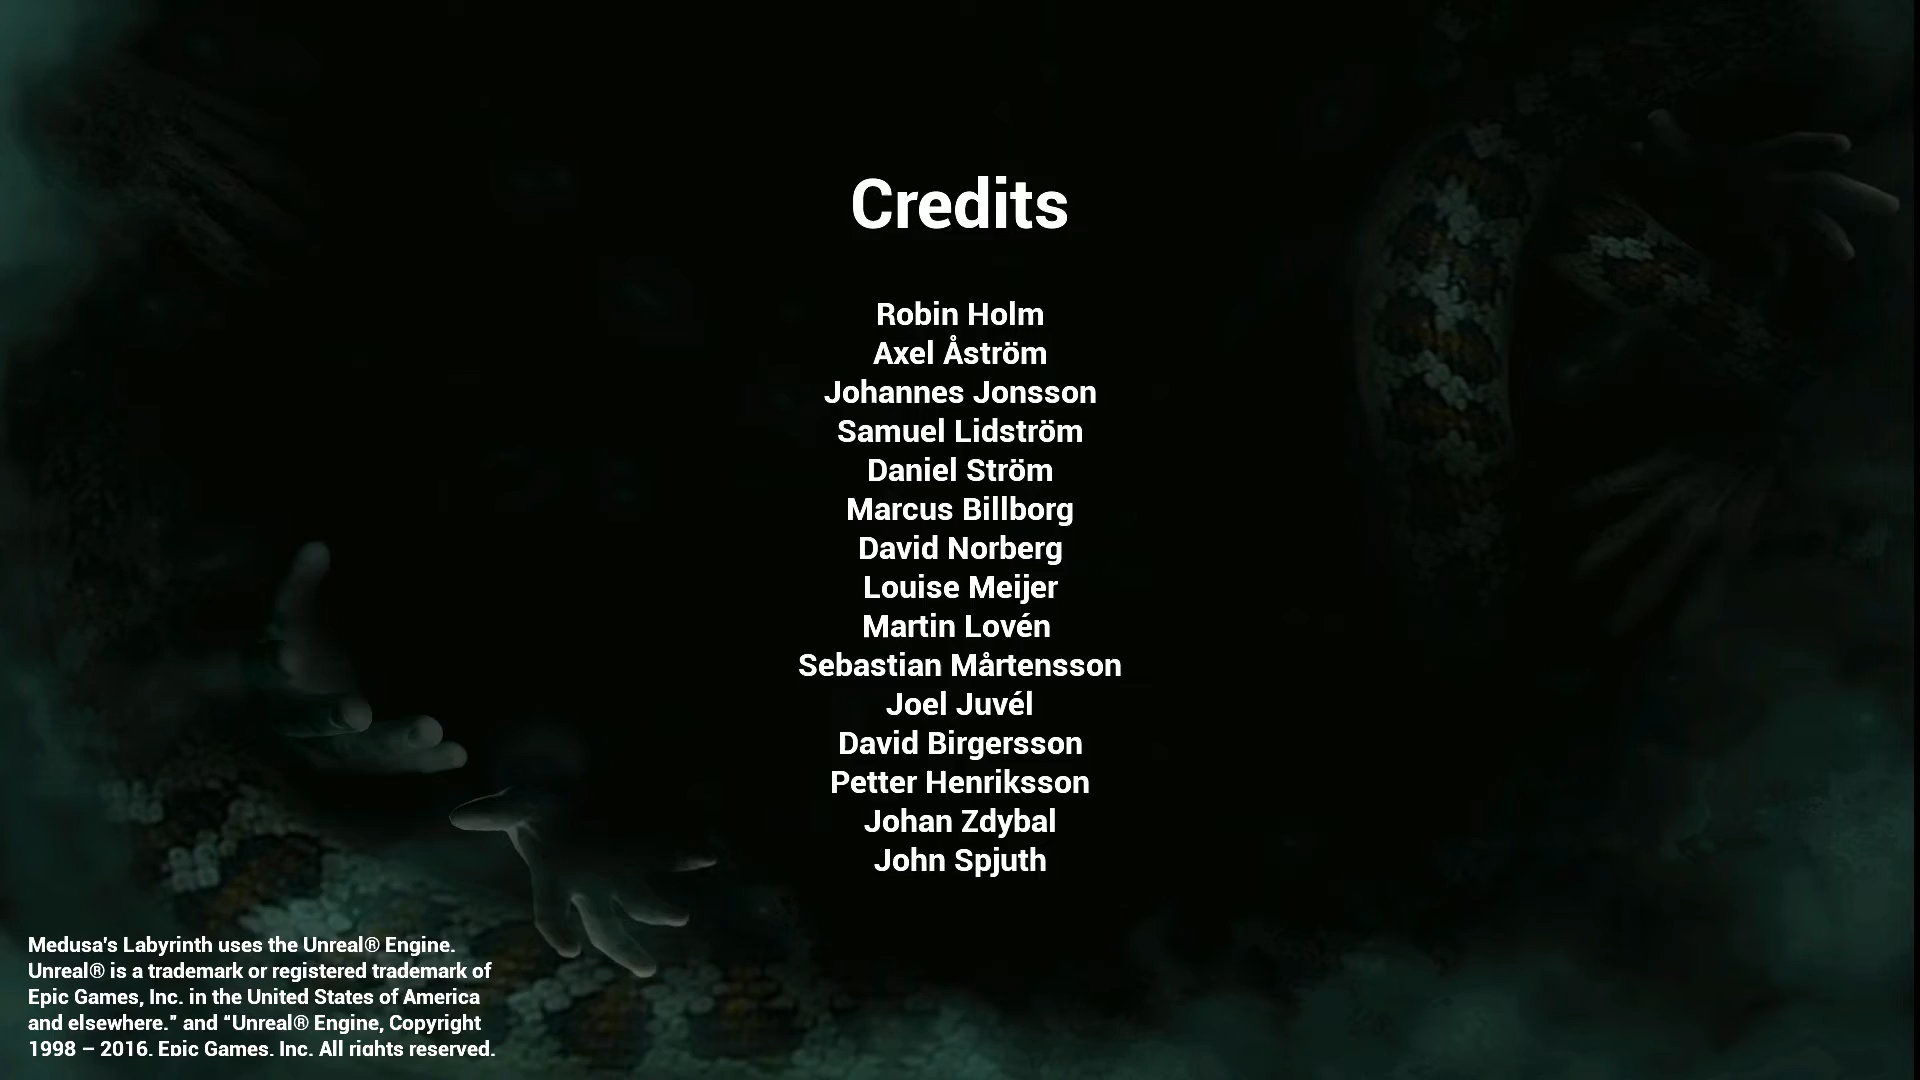 Credits
Robin Holm
Axel Åström
Johannes Jonsson
Samuel Lidström
Daniel Ström
Marcus Billborg
David Norberg
Louise Meijer
Martin Lovén
Sebastian Mårtensson
Joel Juvél
David Birgersson
Petter Henriksson
Johan Zdybal
John Spjuth
Medusa's Labyrinth uses the Unreal® Engine.
Unreal® is a trademark or registered trademark of
Epic Games, Inc. in the United States of America
and elsewhere.” and “Unreal® Engine, Copyright
1998 – 2016, Epic Games, Inc. All rights reserved.